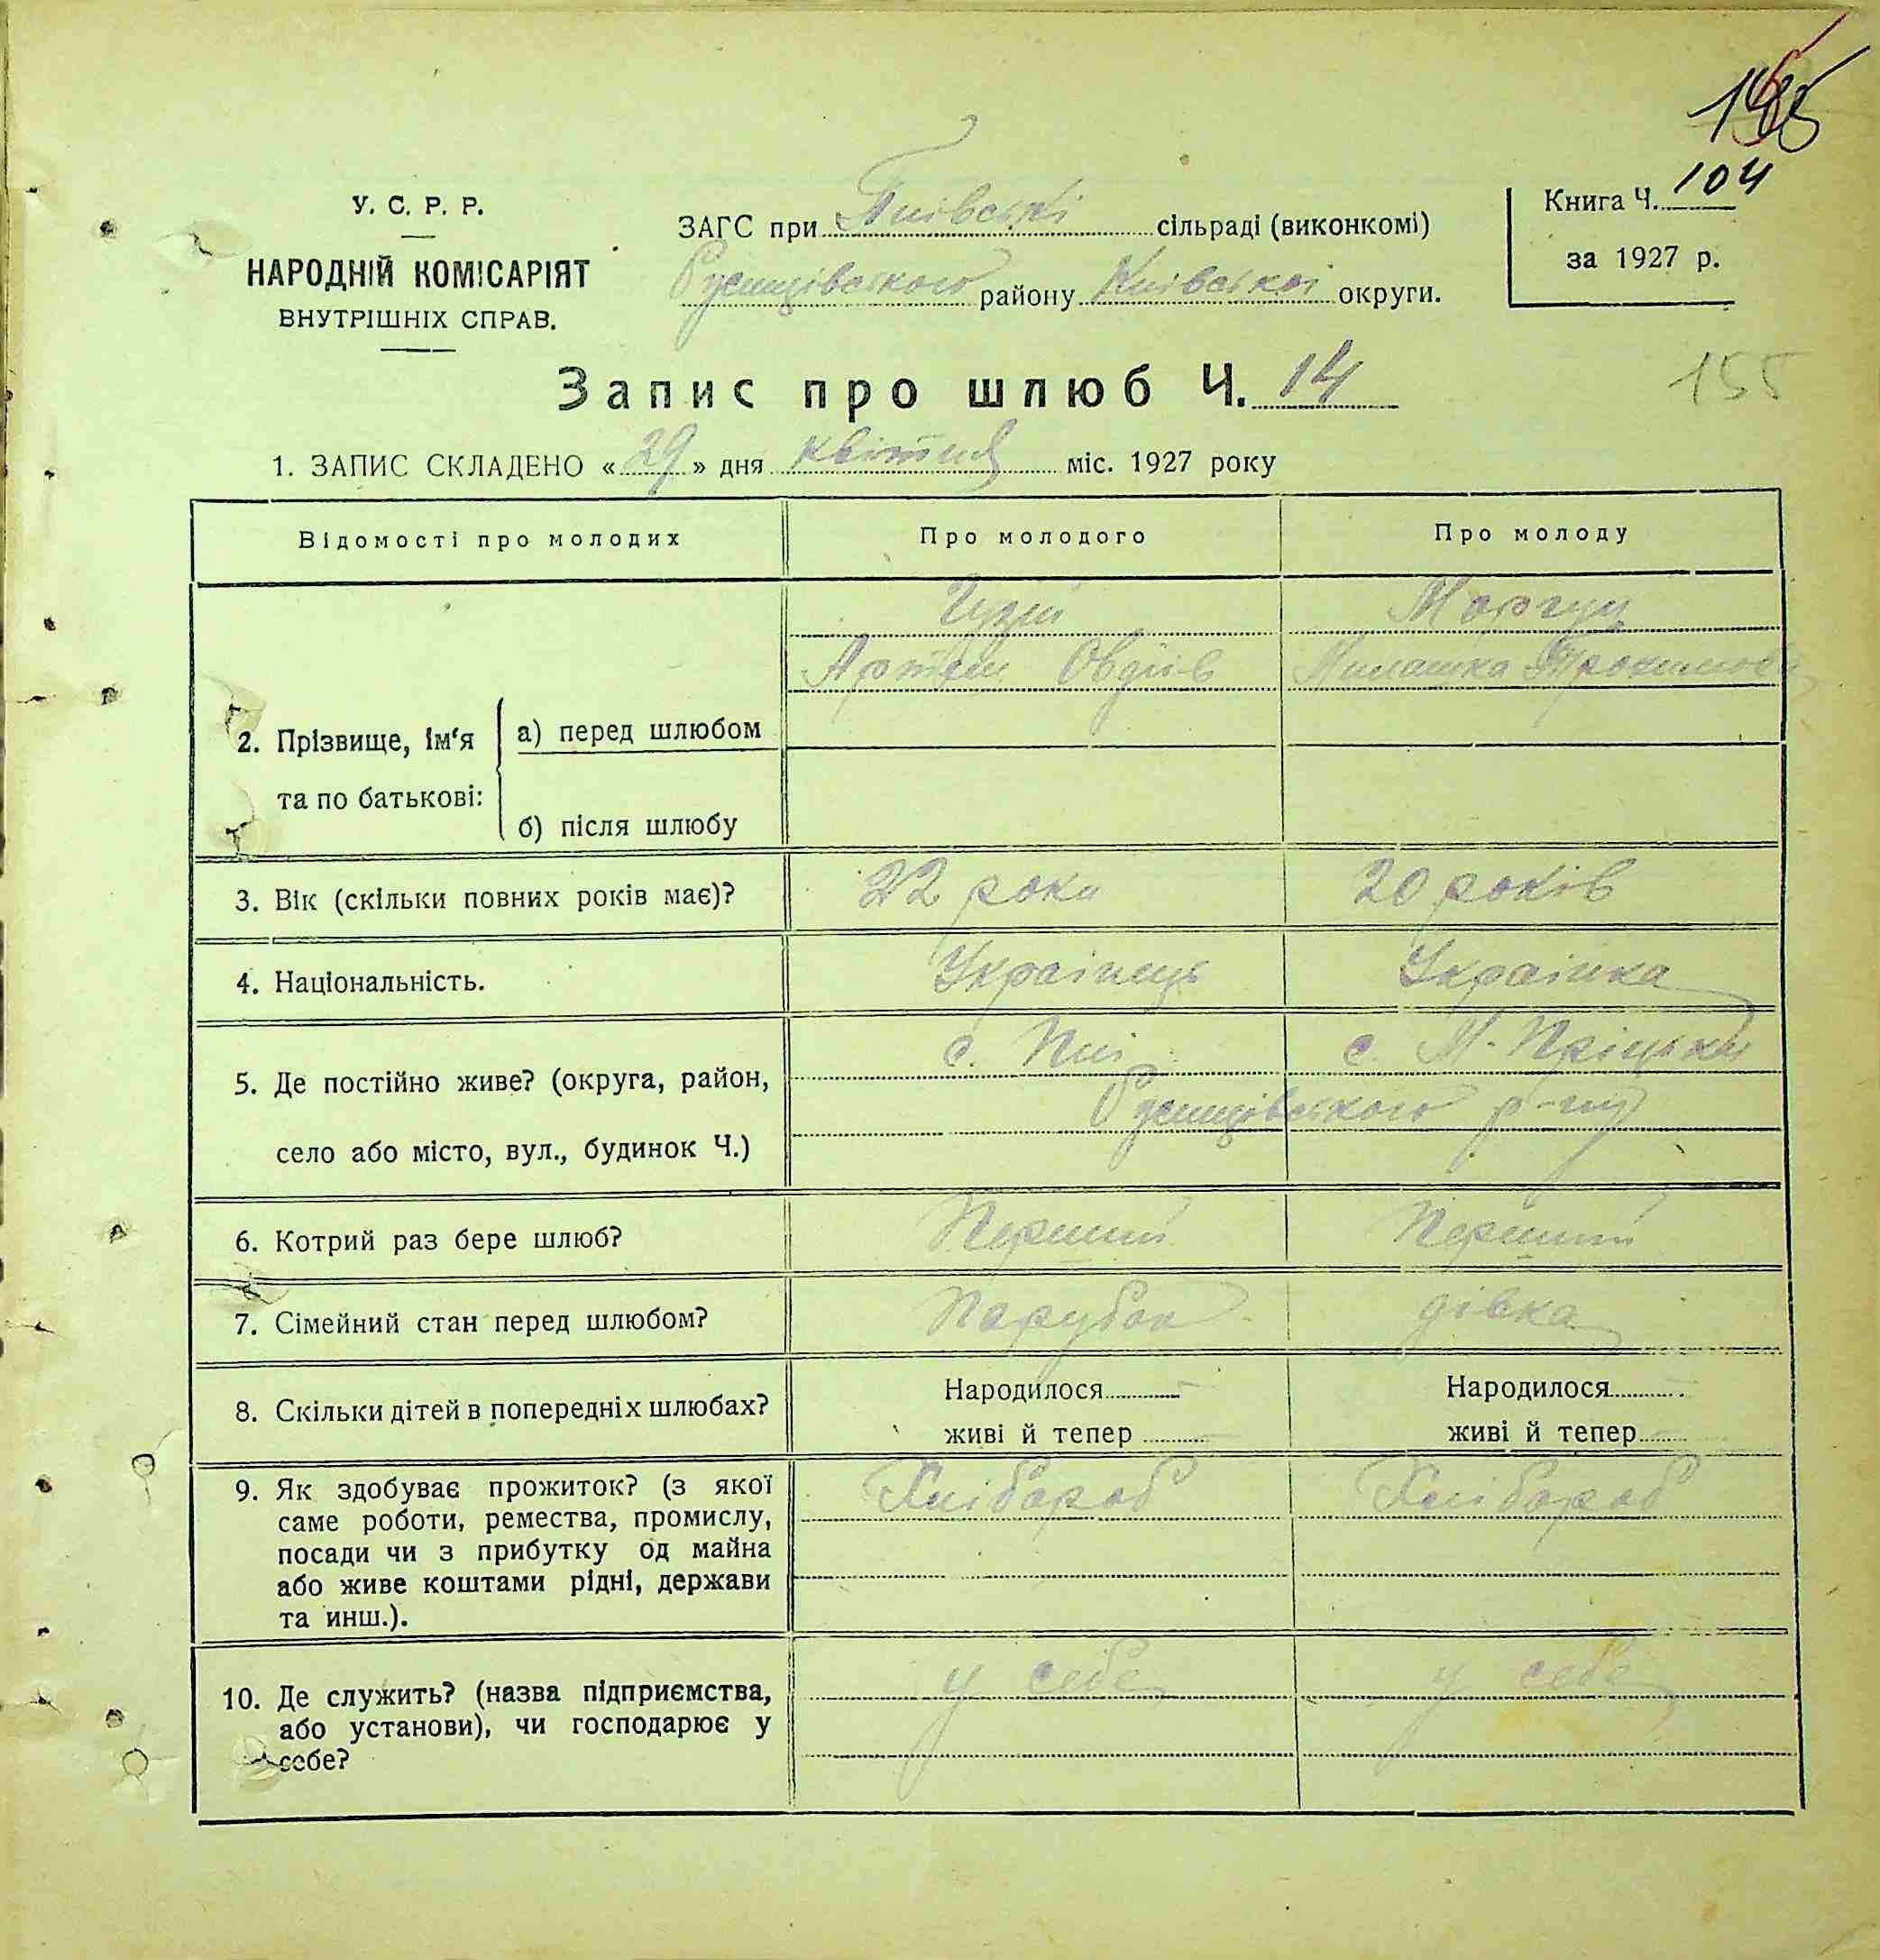 104
У. С. Р. Р.
НАРОДНІЙ КОМІСАРІЯТ
ВНУТРІШНІХ СПРАВ.
ЗАГС при сільраді (виконкомі)
району Київської округи.
Книга Ч. 104
за 1927 р.
Запис про шлюб Ч. 14
155
1. ЗАПИС СКЛАДЕНО « 29 » дня квітня міс. 1927 року
Відомості про молодих Про молодого Про молоду
2. Прізвище, ім'я та по батькові:
а) перед шлюбом
Артем Овдіїв
б) після шлюбу
3. Вік (скільки повних років має)? 22 роки 20 років
4. Національність. Українець Українка
5. Де постійно живе? (округа, район,
село або місто, вул., будинок Ч.)
с. Пії с. М-Пріцьки
р-ну
6. Котрий раз бере шлюб? Перший Перший
7. Сімейний стан перед шлюбом? Парубок дівка
8. Скільки дітей в попередніх шлюбах?
Народилося Народилося
живі й тепер живі й тепер
9. Як здобуває прожиток? (з якої
саме роботи, ремества, промислу,
посади чи з прибутку од майна
або живе коштами рідні, держави
та инш.).
Хлібороб Хлібороб
10. Де служить? (назва підприємства,
або установи), чи господарює у
себе?
у себе у себе